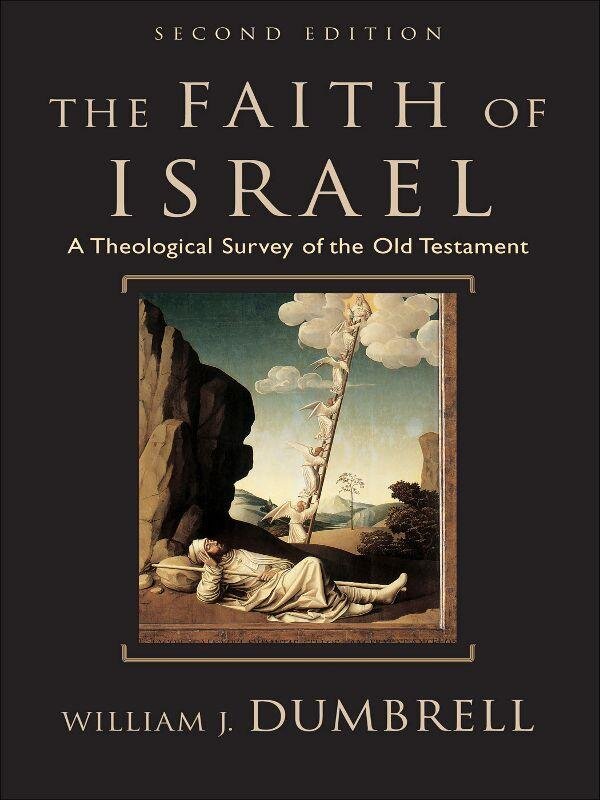 SECOND EDITION
THE FAITH OF
ISRAEL
A Theological Survey of the Old Testament
WILLIAM J. DUMBRELL